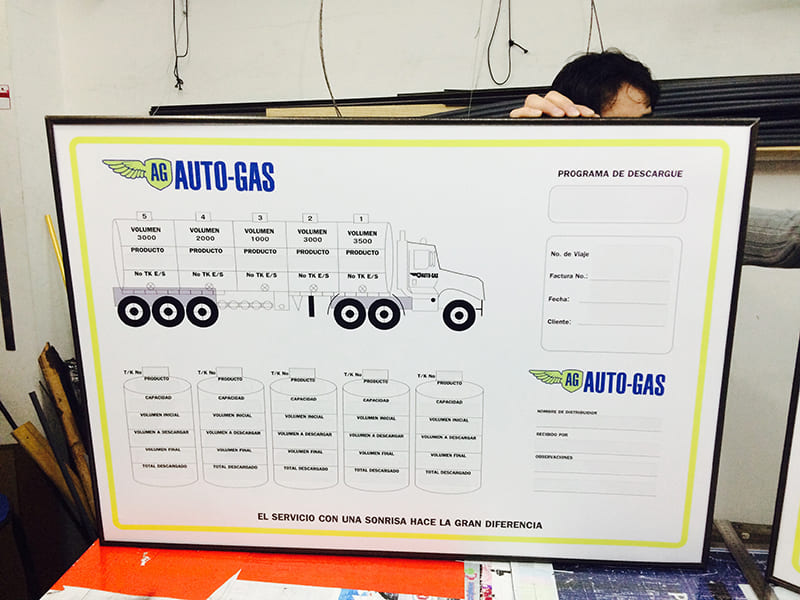 AG AUTO-GAS
PROGRAMA DE DESCARGUE
5 4 3 2 1
VOLUMEN VOLUMEN VOLUMEN VOLUMEN VOLUMEN
3000 2000 1000 3000 3500
PRODUCTO PRODUCTO PRODUCTO PRODUCTO PRODUCTO
No TK E/S No TK E/S No TK E/S No TK E/S No TK E/S
AUTO-GAS
No. de Viaje
Factura No.:
Fecha:
Cliente:
T/K No T/K No T/K No T/K No T/K No
PRODUCTO PRODUCTO PRODUCTO PRODUCTO PRODUCTO
CAPACIDAD CAPACIDAD CAPACIDAD CAPACIDAD CAPACIDAD
VOLUMEN INICIAL VOLUMEN INICIAL VOLUMEN INICIAL VOLUMEN INICIAL VOLUMEN INICIAL
VOLUMEN A DESCARGAR VOLUMEN A DESCARGAR VOLUMEN A DESCARGAR VOLUMEN A DESCARGAR VOLUMEN A DESCARGAR
VOLUMEN FINAL VOLUMEN FINAL VOLUMEN FINAL VOLUMEN FINAL VOLUMEN FINAL
TOTAL DESCARGADO TOTAL DESCARGADO TOTAL DESCARGADO TOTAL DESCARGADO TOTAL DESCARGADO
AG AUTO-GAS
NOMBRE DE DISTRIBUIDOR
RECIBIDO POR
OBSERVACIONES
EL SERVICIO CON UNA SONRISA HACE LA GRAN DIFERENCIA